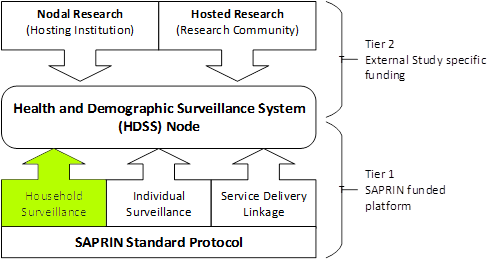 Nodal Research
(Hosting Institution)
Hosted Research
(Research Community)
Tier 2
External Study specific
funding
Health and Demographic Surveillance System
(HDSS) Node
Tier 1
SAPRIN funded
platform
Household
Surveillance
Individual
Surveillance
Service Delivery
Linkage
SAPRIN Standard Protocol